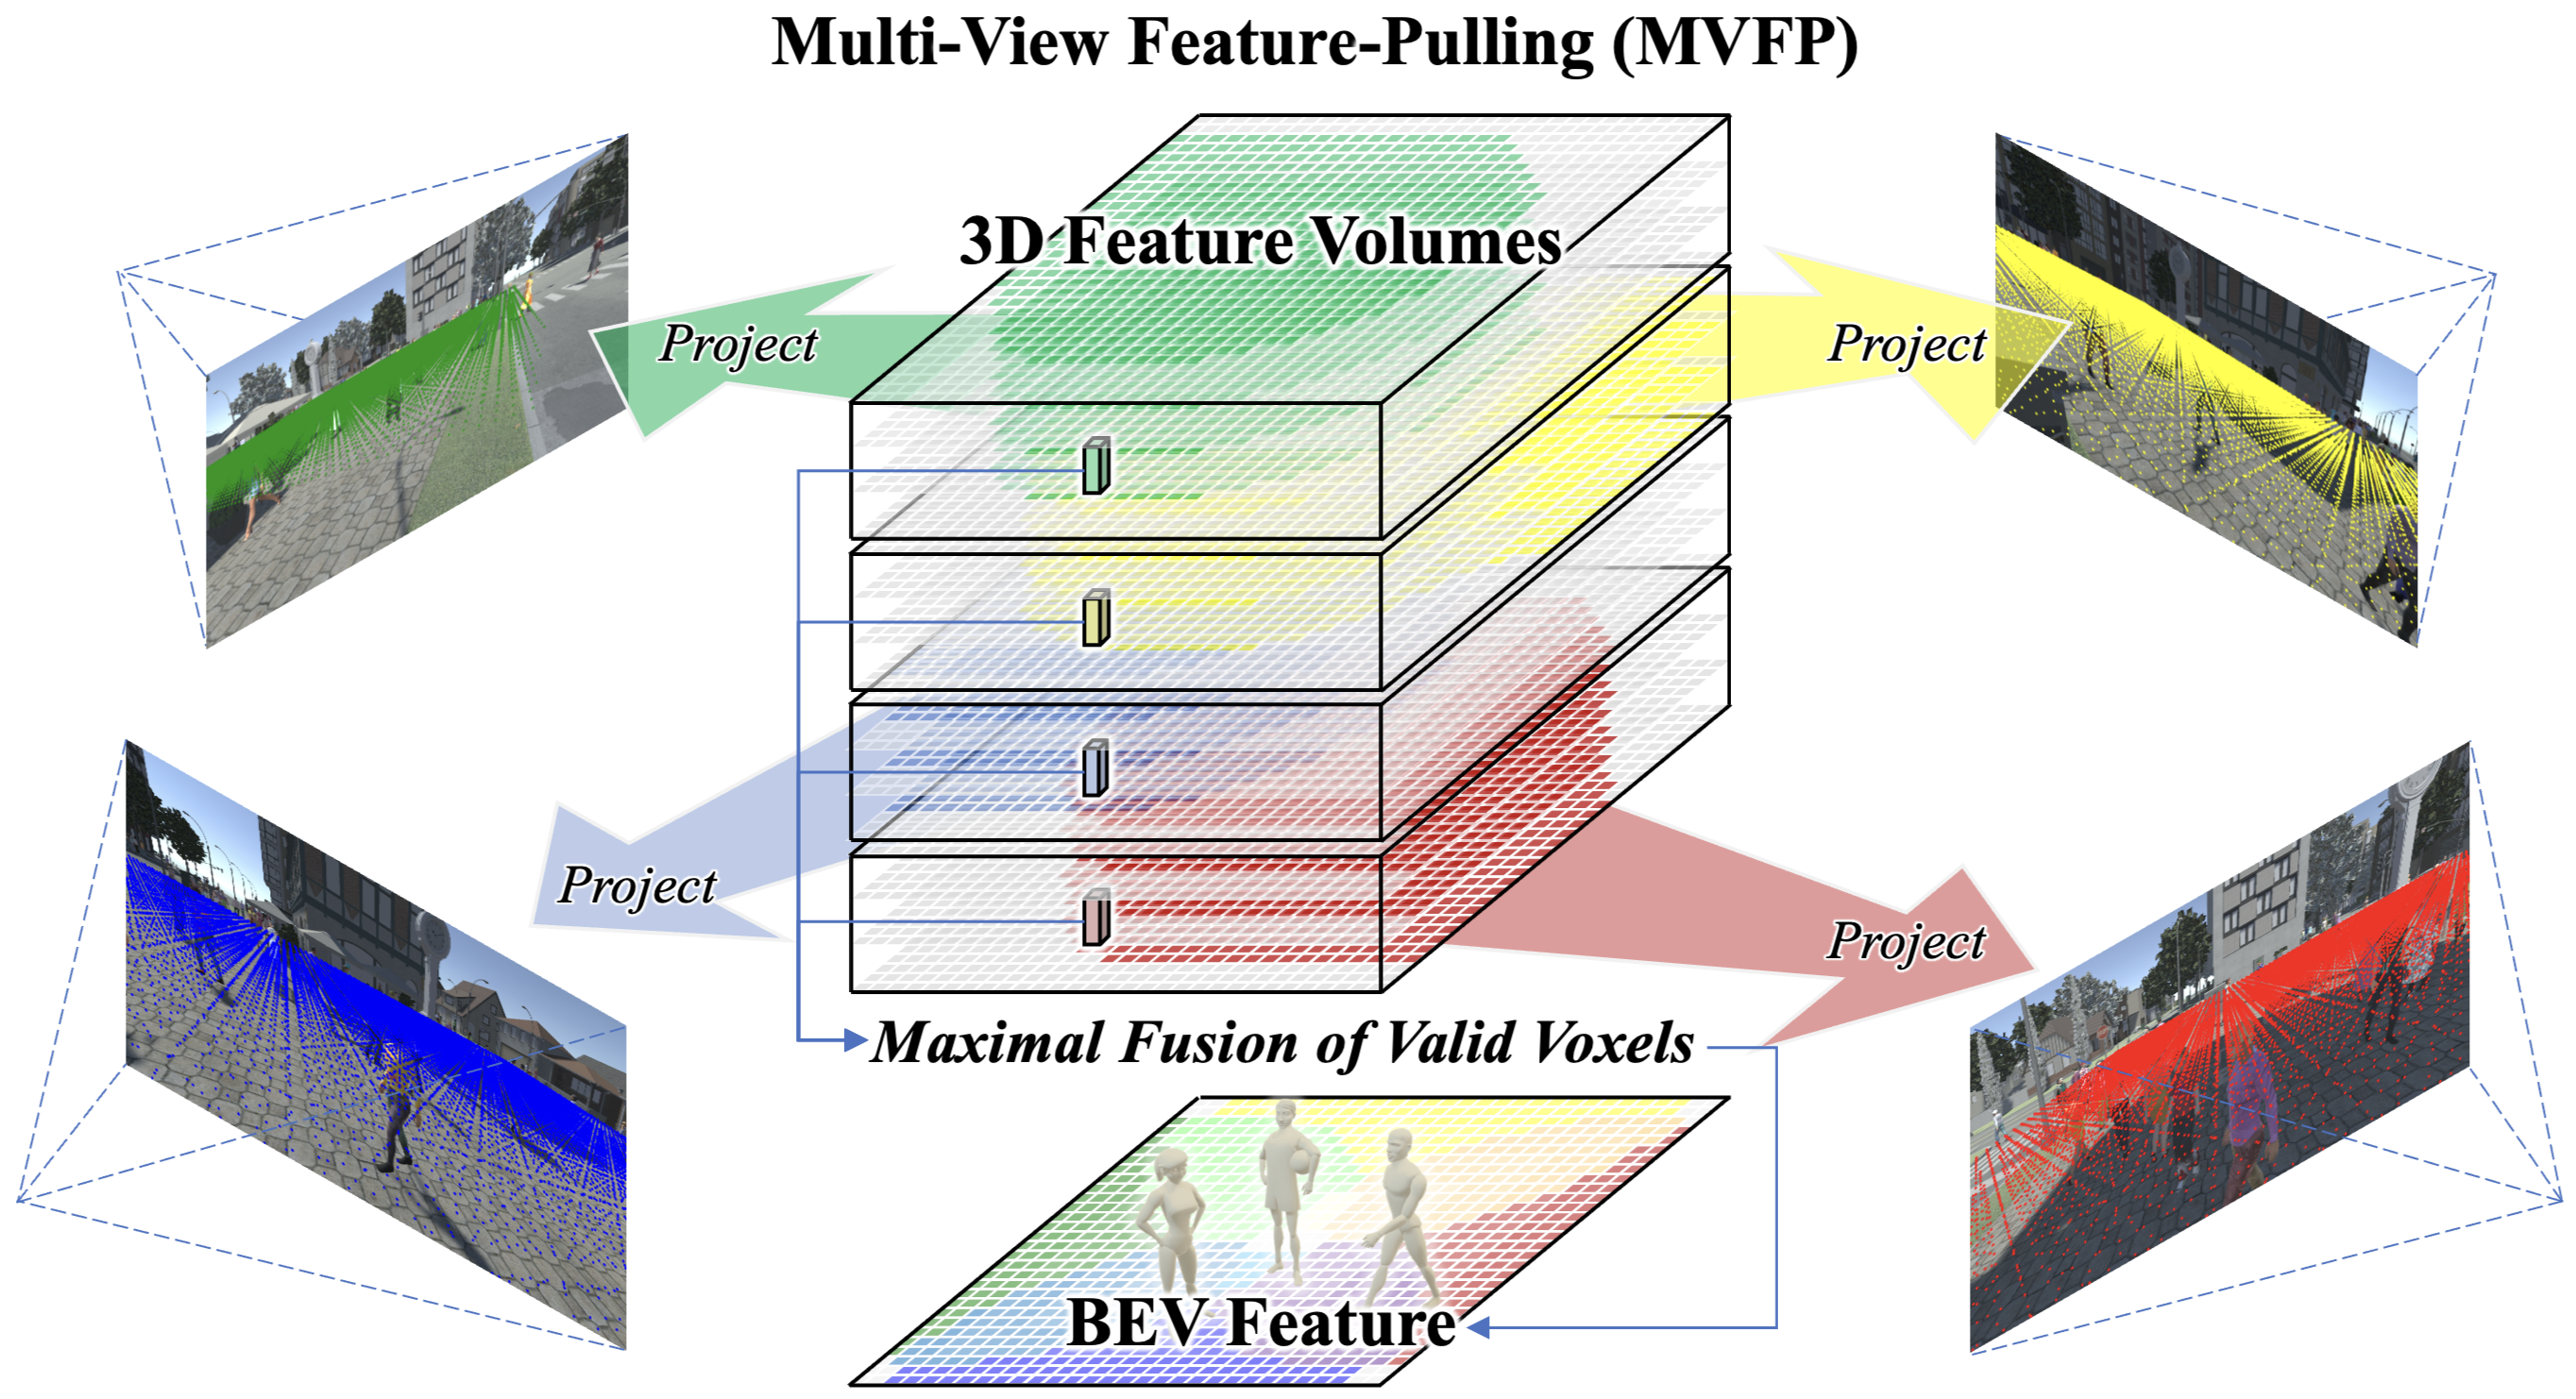 Multi-View Feature-Pulling (MVFP)
3D Feature Volumes
Project
Project
Project
Project
Maximal Fusion of Valid Voxels
BEV Feature